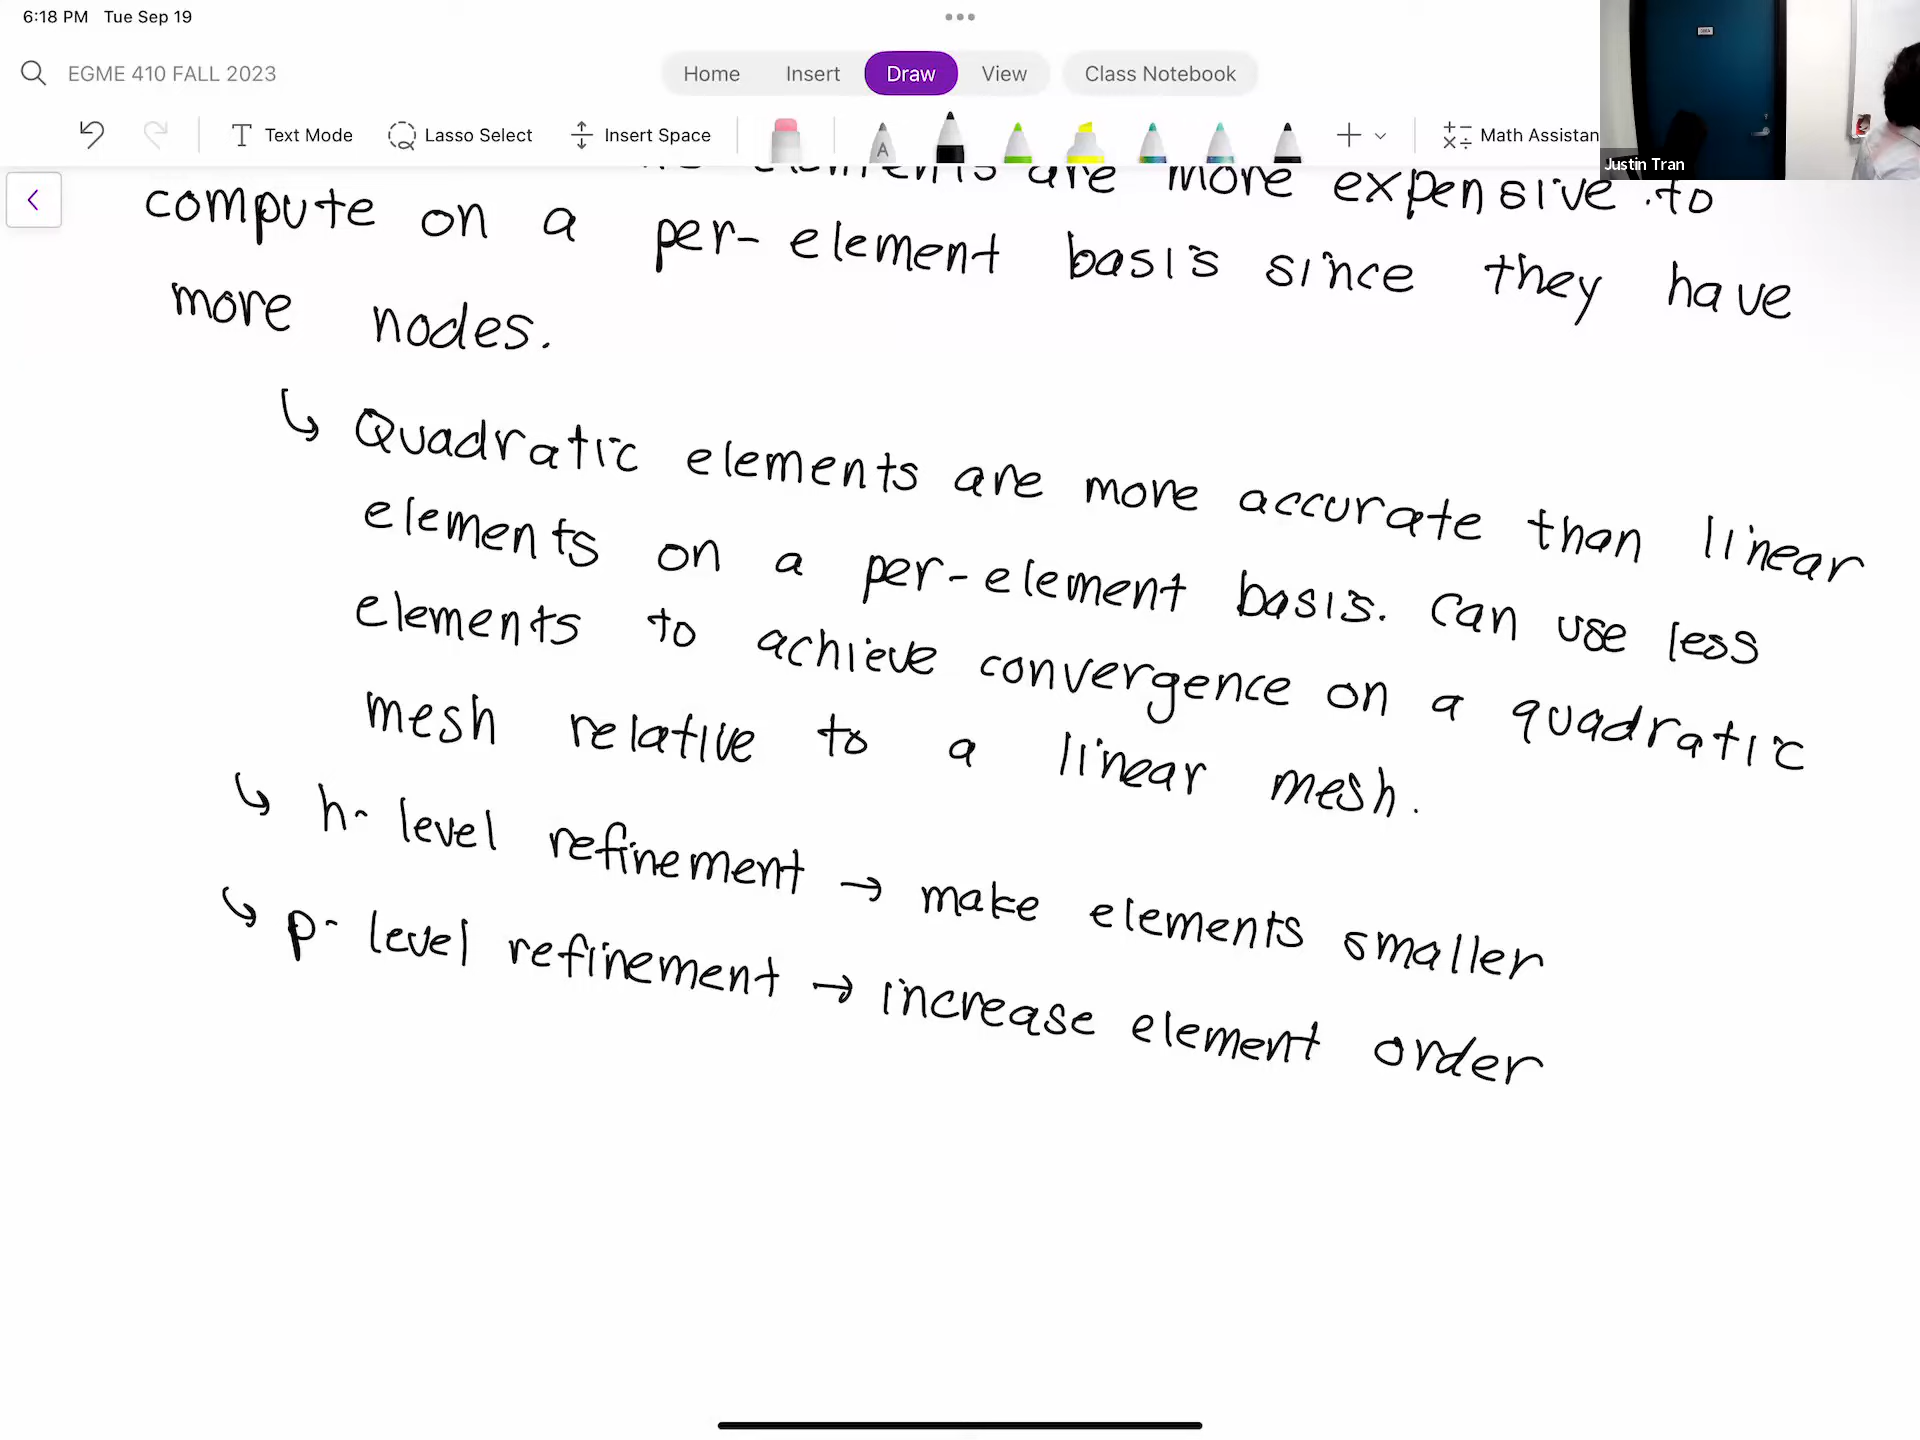 6:18 PM Tue Sep 19
EGME 410 FALL 2023
Home Insert Draw View Class Notebook
Text Mode Lasso Select Insert Space A Math Assistan
Justin Tran
elements are more expensive to
compute on a per-element basis since they have
more nodes.
↳ Quadratic elements are more accurate than linear
elements on a per-element basis. Can use less
elements to achieve convergence on a quadratic
mesh relative to a linear mesh.
↳ h-level refinement → make elements smaller
↳ p-level refinement → increase element order